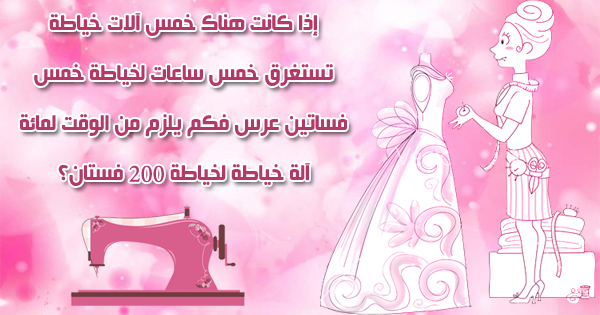 إذا كانت هناك خمس آلات خياطة
تستغرق خمس ساعات لخياطة خمس
فساتين عرس فكم يلزم من الوقت لمائة
آلة خياطة لخياطة 200 فستان؟